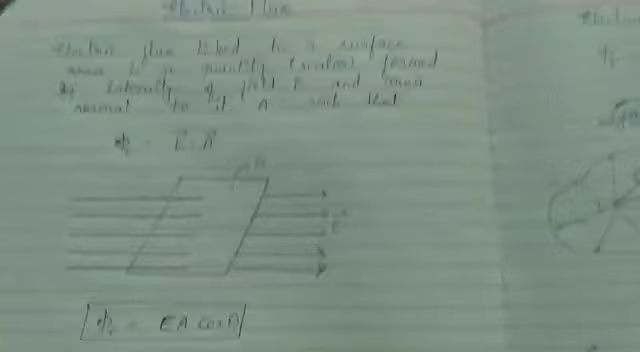 Electric flux
Electric flux linked to a surface
area is a quantity (scalar) formed
by intensity of field E and area
normal to it A such that
φ = E⃗.A⃗
A
E
φ = EA cos θ